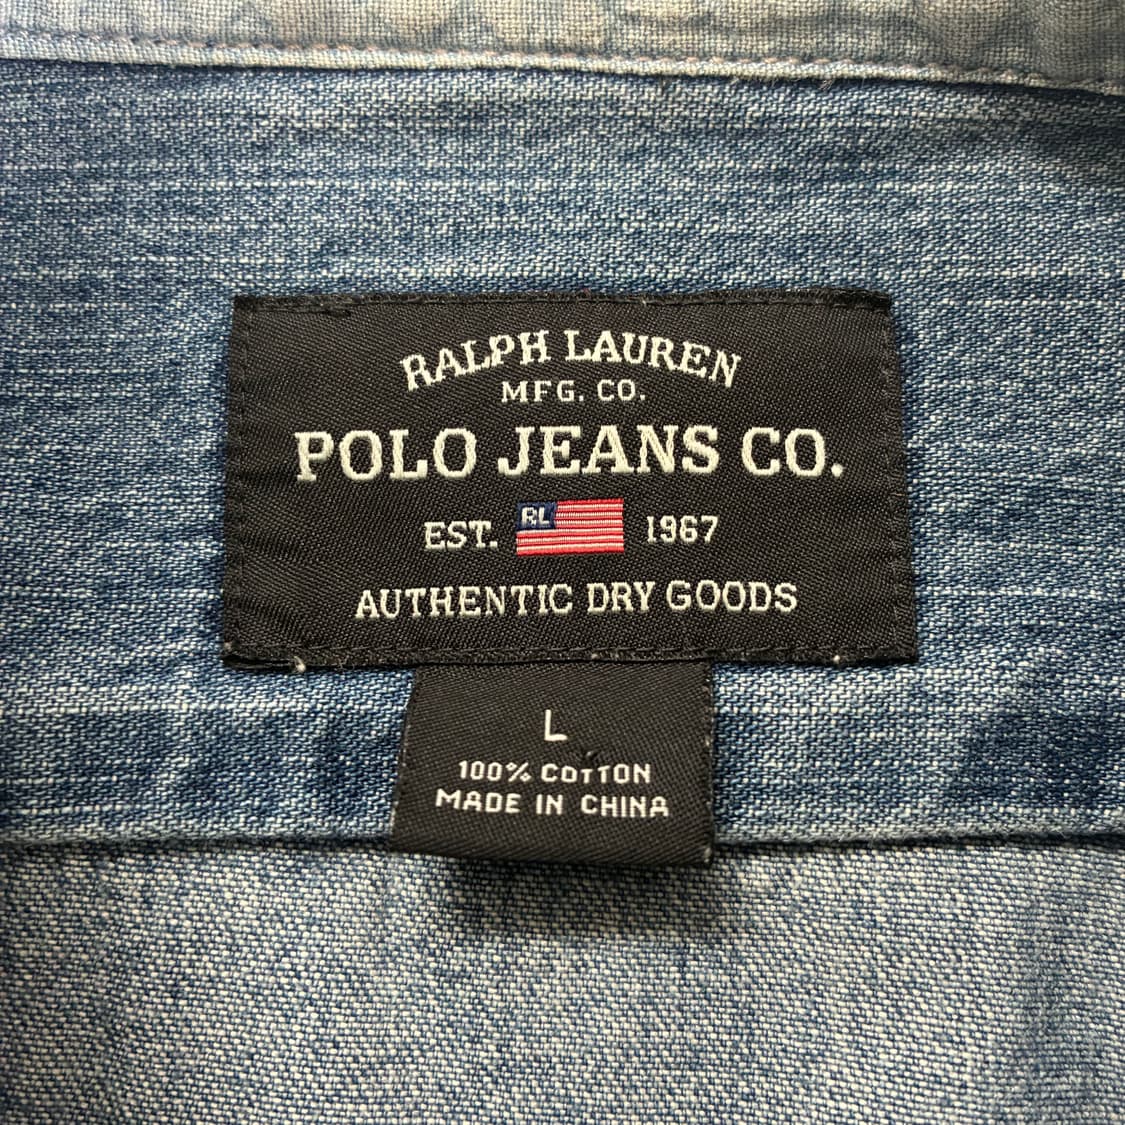 RALPH LAUREN
MFG. CO.
POLO JEANS CO.
EST. RL 1967
AUTHENTIC DRY GOODS
L
100% COTTON
MADE IN CHINA